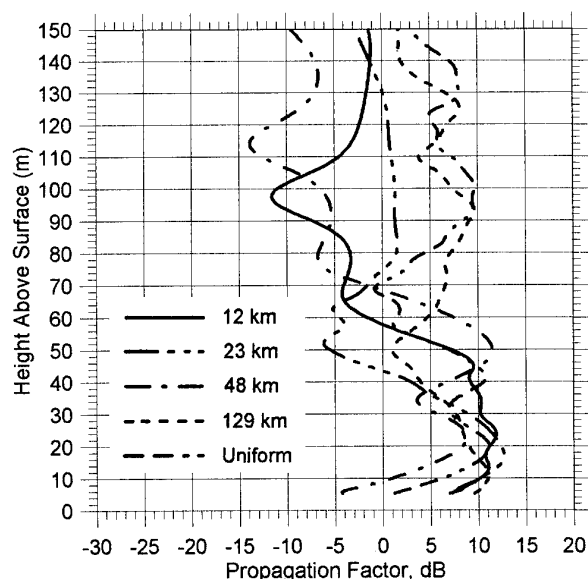 150
140
130
120
110
100
90
80
70
60
50
40
30
20
10
0
Height Above Surface (m)
12 km
23 km
48 km
129 km
Uniform
-30 -25 -20 -15 -10 -5 0 5 10 15 20
Propagation Factor, dB